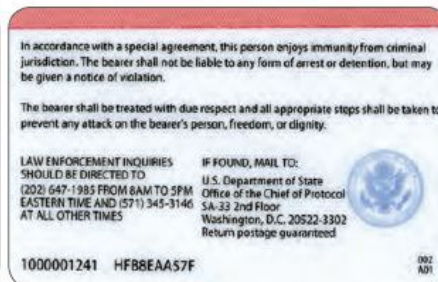 In accordance with a special agreement, this person enjoys immunity from criminal
jurisdiction. The bearer shall not be liable to any form of arrest or detention, but may
be given a notice of violation.
The bearer shall be treated with due respect and all appropriate steps shall be taken to
prevent any attack on the bearer's person, freedom, or dignity.
LAW ENFORCEMENT INQUIRIES
SHOULD BE DIRECTED TO
(202) 647-1985 FROM 8AM TO 5PM
EASTERN TIME AND (571) 345-3146
AT ALL OTHER TIMES
IF FOUND, MAIL TO:
U.S. Department of State
Office of the Chief of Protocol
SA-33 2nd Floor
Washington, D.C. 20522-3302
Return postage guaranteed
1000001241 HFB8EAA57F
002
A01